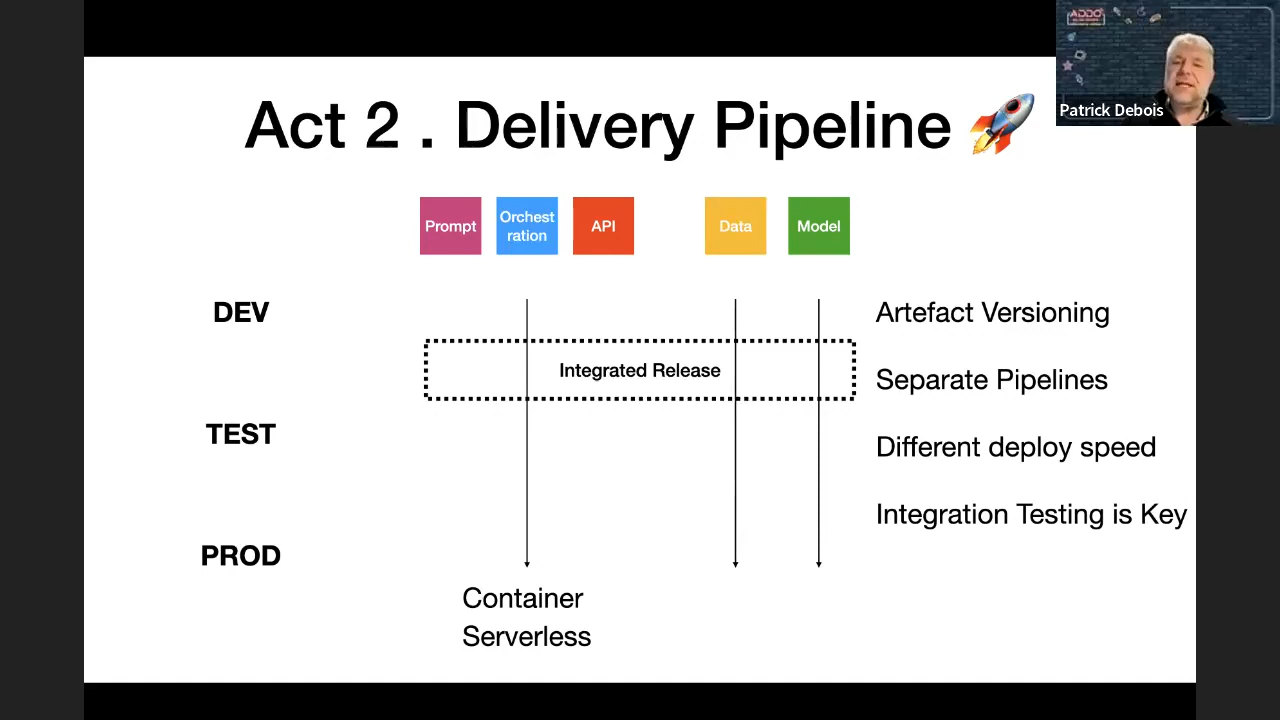 ADDO
Patrick Debois
Act 2 . Delivery Pipeline 🚀
Prompt
Orchest
ration
API
Data
Model
DEV
Artefact Versioning
Integrated Release
Separate Pipelines
TEST
Different deploy speed
Integration Testing is Key
PROD
Container
Serverless